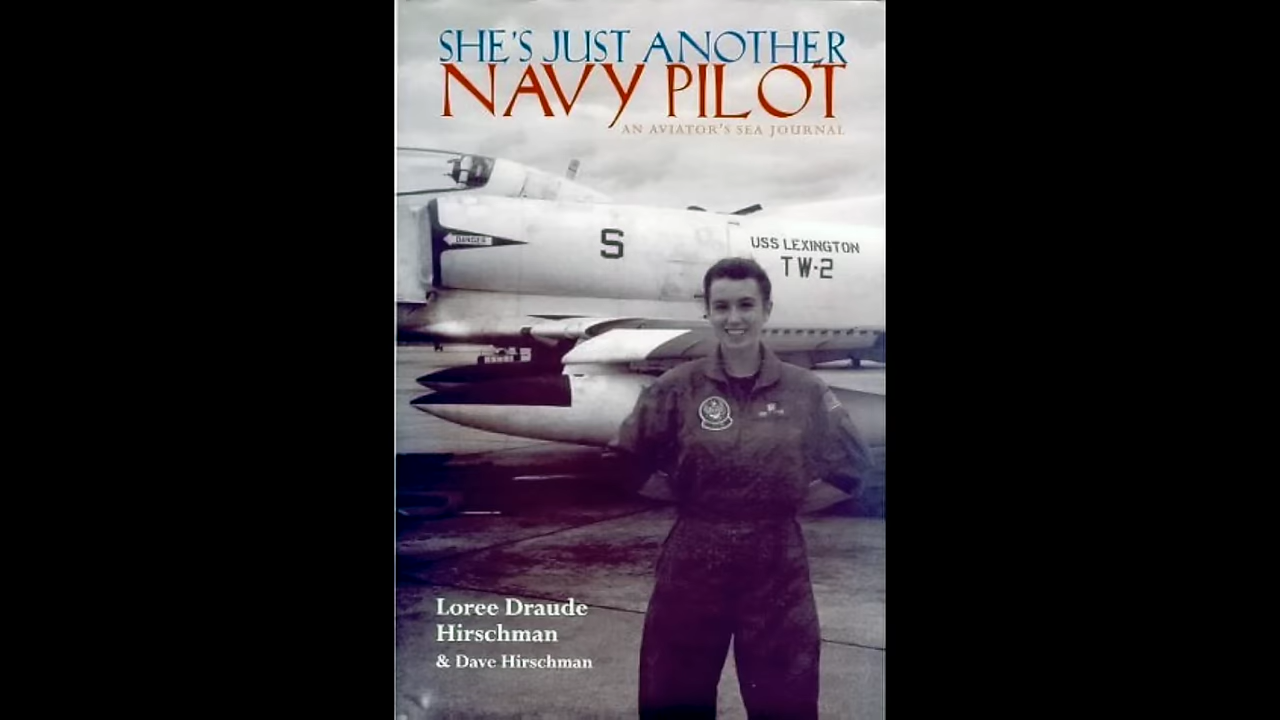 SHE'S JUST ANOTHER
NAVY PILOT
AN AVIATOR'S SEA JOURNAL
DANGER
S
USS LEXINGTON
TW-2
Loree Draude
Hirschman
& Dave Hirschman